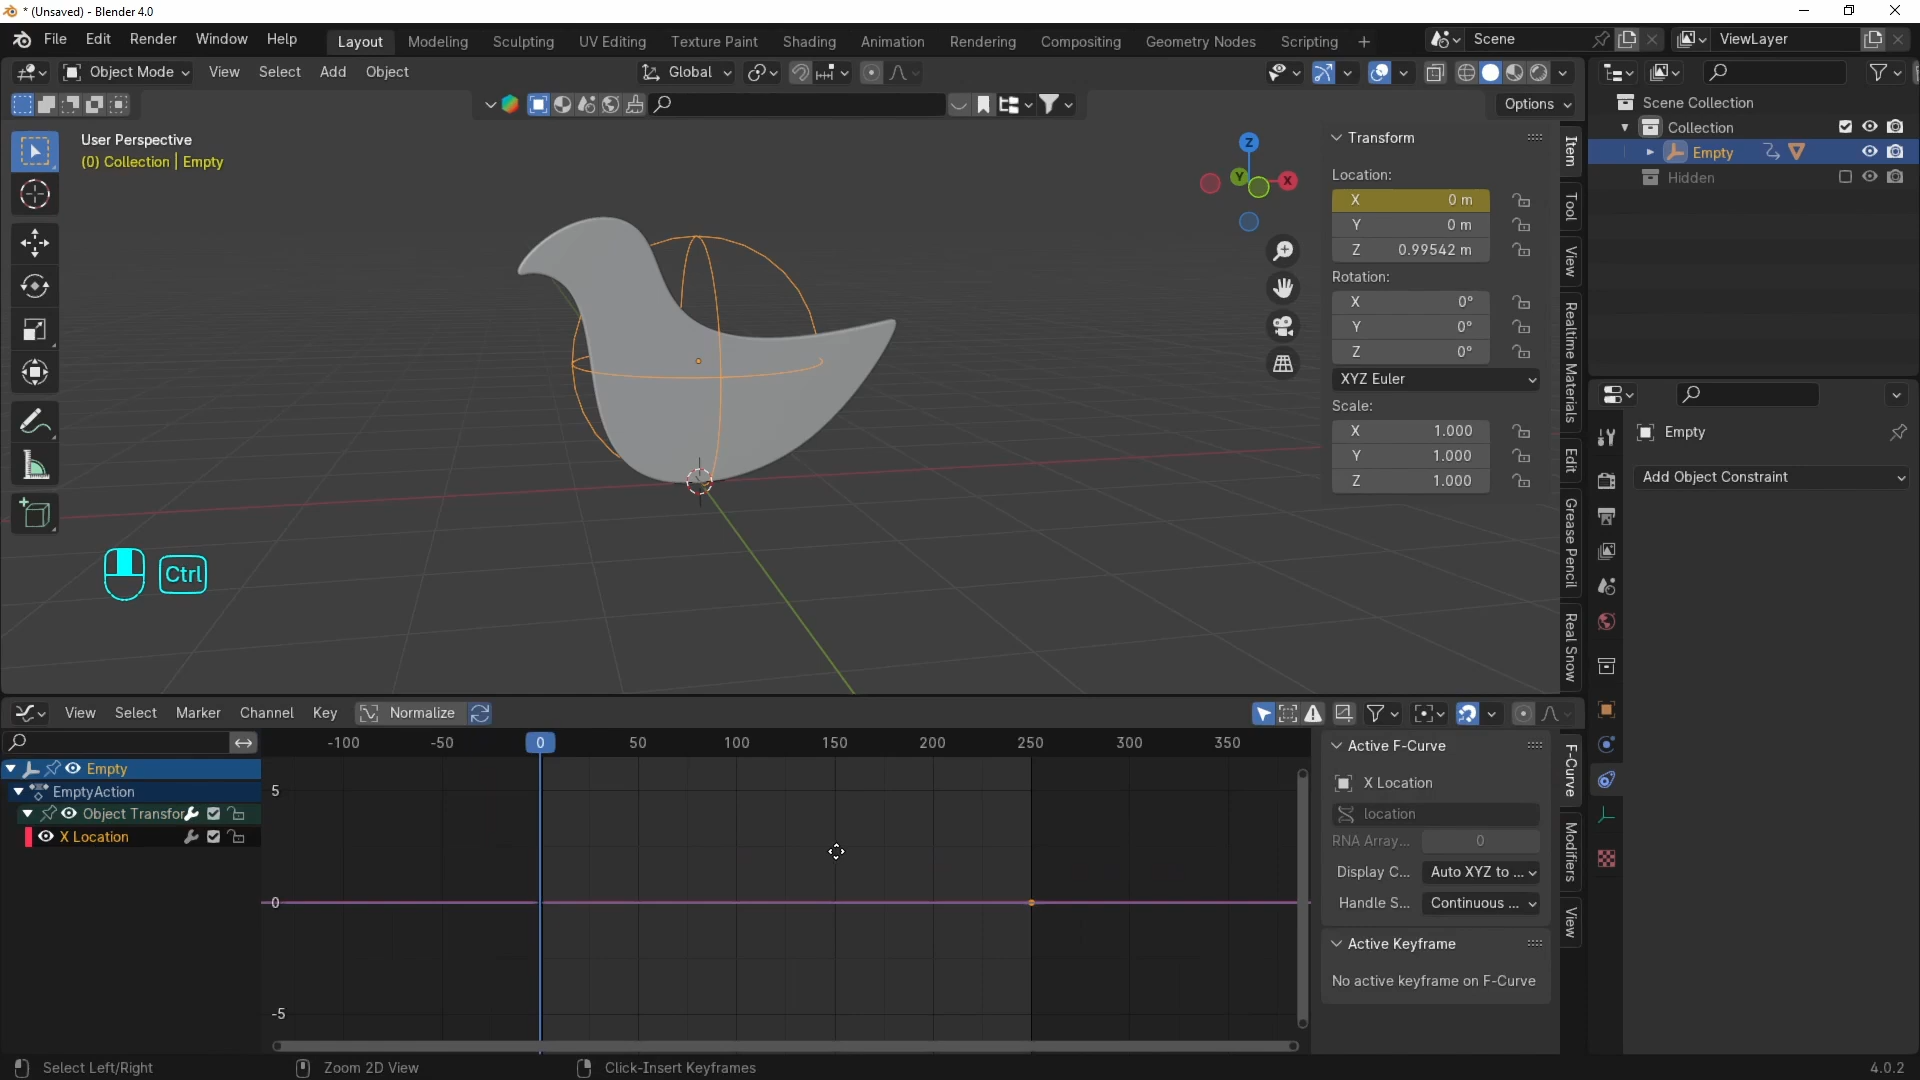 * (Unsaved) - Blender 4.0
File Edit Render Window Help
Layout Modeling Sculpting UV Editing Texture Paint Shading Animation Rendering Compositing Geometry Nodes Scripting +
Scene
ViewLayer
Object Mode View Select Add Object
Global
Options
User Perspective
(0) Collection | Empty
Z
Y
X
Transform
Location:
X 0 m
Y 0 m
Z 0.99542 m
Rotation:
X 0°
Y 0°
Z 0°
XYZ Euler
Scale:
X 1.000
Y 1.000
Z 1.000
Item
Tool
View
Realtime Materials
Edit
Grease Pencil
Real Snow
Scene Collection
Collection
Empty
Hidden
Empty
Add Object Constraint
Ctrl
View Select Marker Channel Key Normalize
-100 -50 0 50 100 150 200 250 300 350
Empty
EmptyAction
Object Transfor
X Location
5
0
-5
Active F-Curve
X Location
location
RNA Array... 0
Display C... Auto XYZ to ...
Handle S... Continuous ...
Active Keyframe
No active keyframe on F-Curve
F-Curve
Modifiers
View
Select Left/Right Zoom 2D View Click-Insert Keyframes
4.0.2